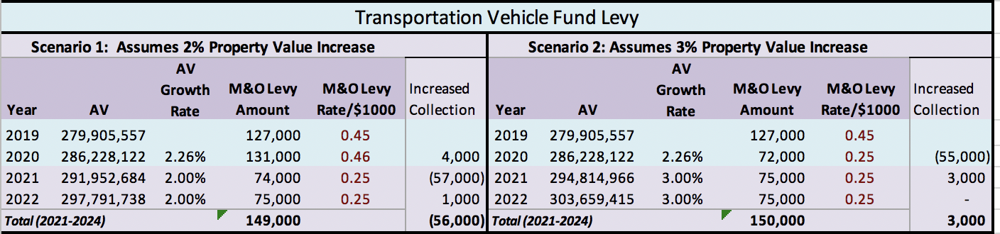 Transportation Vehicle Fund Levy
Scenario 1:  Assumes 2% Property Value Increase
Year AV AV Growth Rate M&O Levy Amount M&O Levy Rate/$1000 Increased Collection
2019 279,905,557 127,000 0.45
2020 286,228,122 2.26% 131,000 0.46 4,000
2021 291,952,684 2.00% 74,000 0.25 (57,000)
2022 297,791,738 2.00% 75,000 0.25 1,000
Total (2021-2024) 149,000 (56,000)
Scenario 2: Assumes 3% Property Value Increase
Year AV AV Growth Rate M&O Levy Amount M&O Levy Rate/$1000 Increased Collection
2019 279,905,557 127,000 0.45
2020 286,228,122 2.26% 72,000 0.25 (55,000)
2021 294,814,966 3.00% 75,000 0.25 3,000
2022 303,659,415 3.00% 75,000 0.25 -
Total (2021-2024) 150,000 3,000